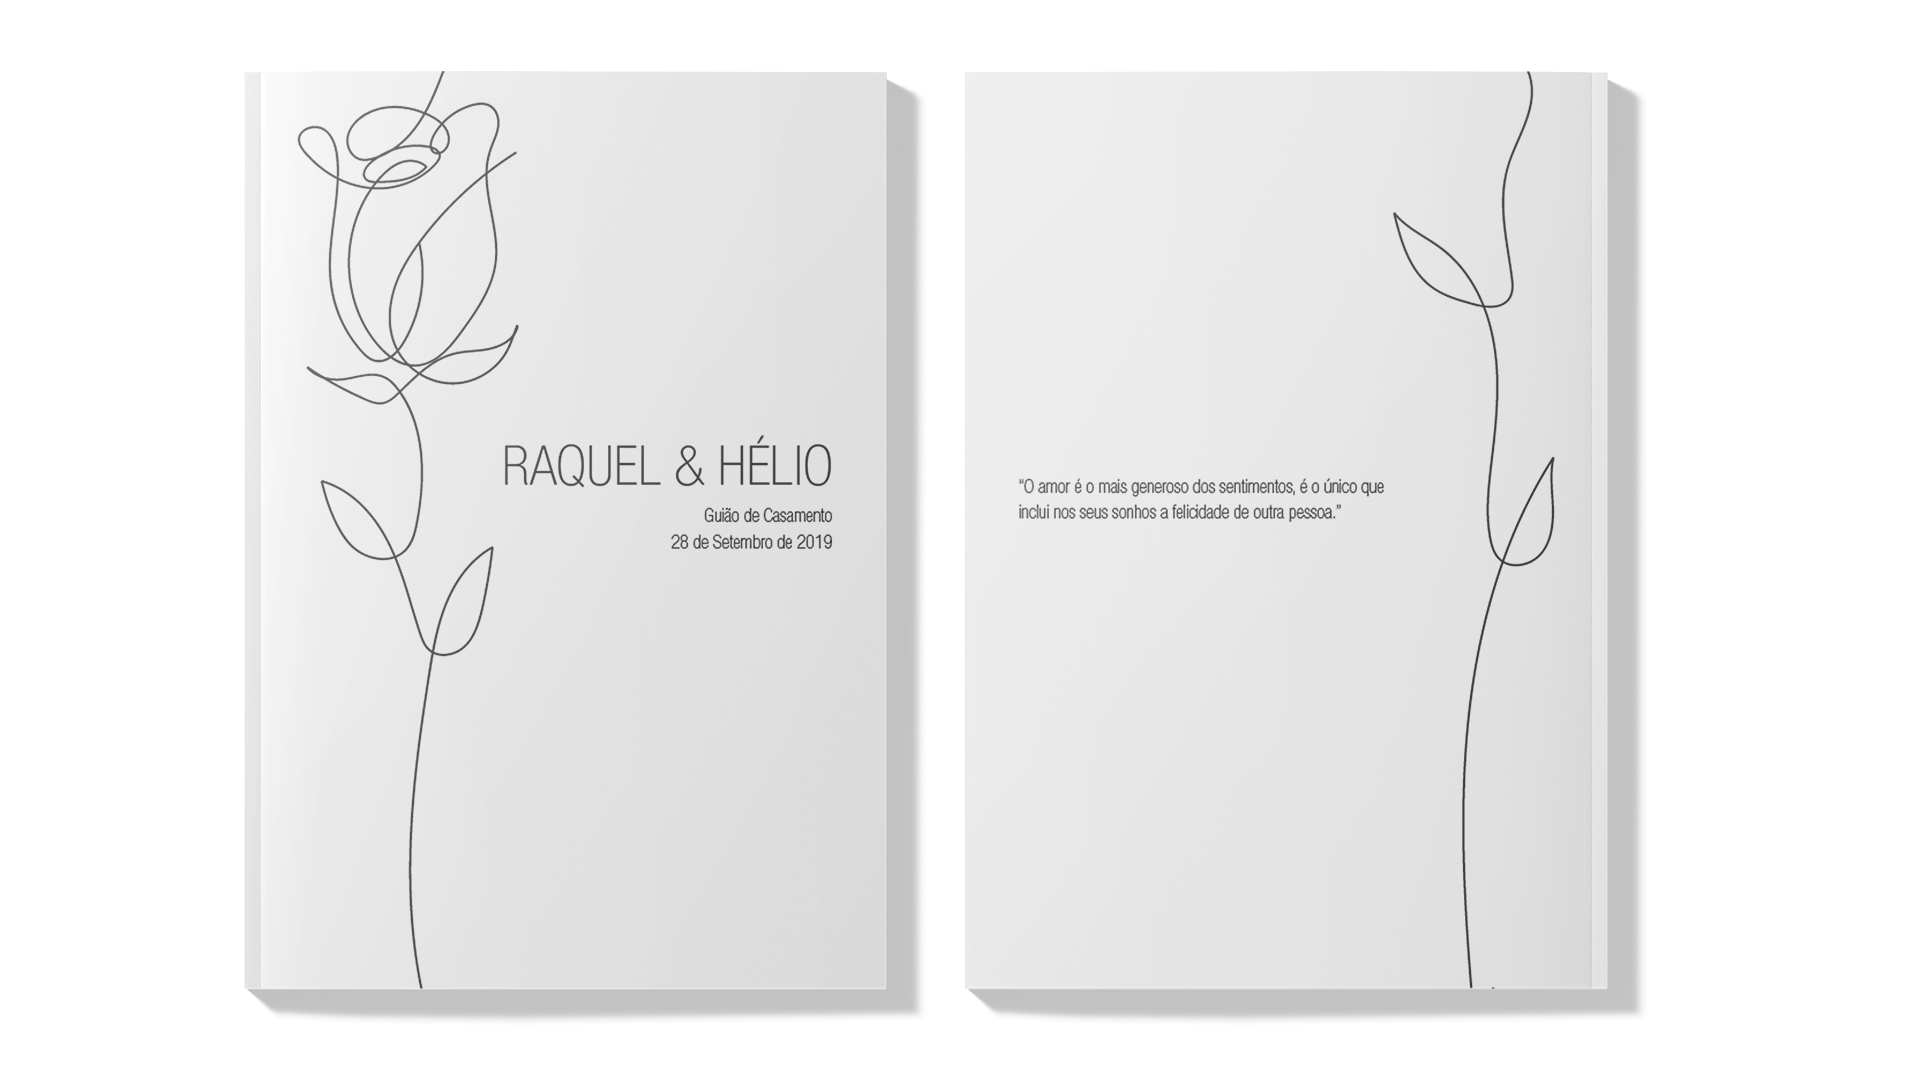 RAQUEL & HÉLIO
Guião de Casamento
28 de Setembro de 2019
“O amor é o mais generoso dos sentimentos, é o único que
inclui nos seus sonhos a felicidade de outra pessoa.”